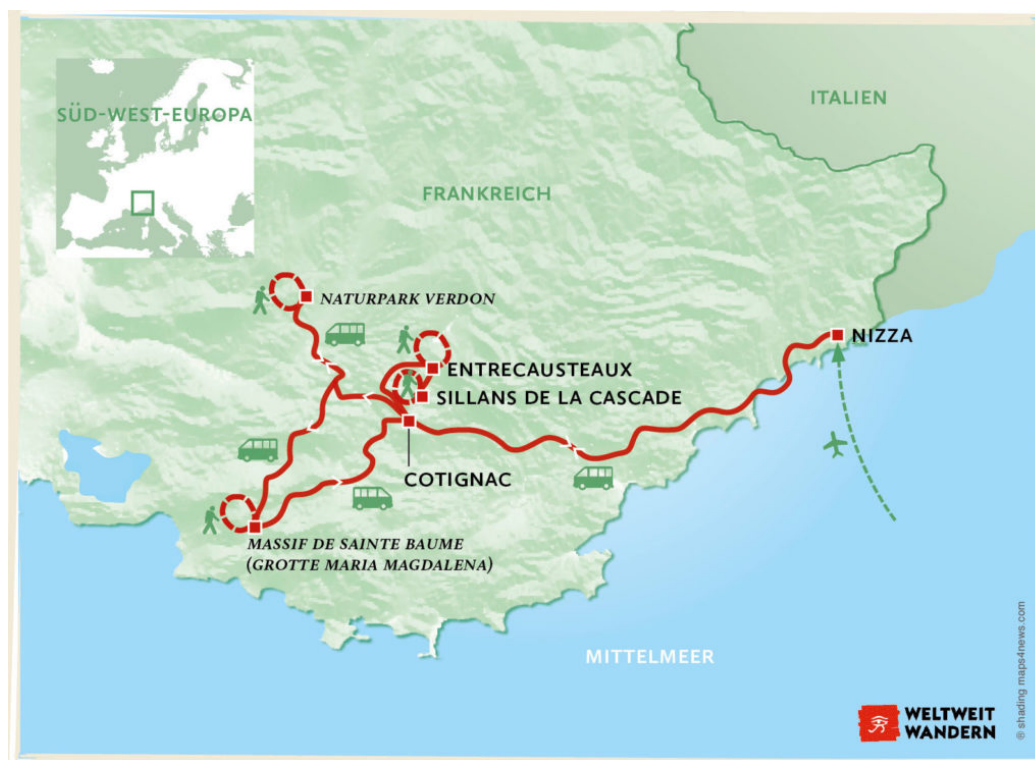 SÜD-WEST-EUROPA
ITALIEN
FRANKREICH
NATURPARK VERDON
NIZZA
ENTRECAUSTEAUX
SILLANS DE LA CASCADE
COTIGNAC
MASSIF DE SAINTE BAUME
(GROTTE MARIA MAGDALENA)
MITTELMEER
WELTWEIT
WANDERN
® shading maps4news.com